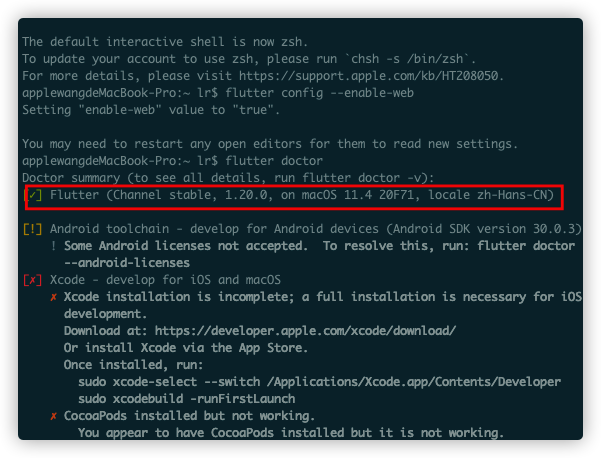 The default interactive shell is now zsh.
To update your account to use zsh, please run `chsh -s /bin/zsh`.
For more details, please visit https://support.apple.com/kb/HT208050.
applewangdeMacBook-Pro:~ lr$ flutter config --enable-web
Setting "enable-web" value to "true".
You may need to restart any open editors for them to read new settings.
applewangdeMacBook-Pro:~ lr$ flutter doctor
Doctor summary (to see all details, run flutter doctor -v):
[✓] Flutter (Channel stable, 1.20.0, on macOS 11.4 20F71, locale zh-Hans-CN)
[!] Android toolchain - develop for Android devices (Android SDK version 30.0.3)
! Some Android licenses not accepted.  To resolve this, run: flutter doctor
--android-licenses
[✗] Xcode - develop for iOS and macOS
✗ Xcode installation is incomplete; a full installation is necessary for iOS
development.
Download at: https://developer.apple.com/xcode/download/
Or install Xcode via the App Store.
Once installed, run:
sudo xcode-select --switch /Applications/Xcode.app/Contents/Developer
sudo xcodebuild -runFirstLaunch
✗ CocoaPods installed but not working.
You appear to have CocoaPods installed but it is not working.